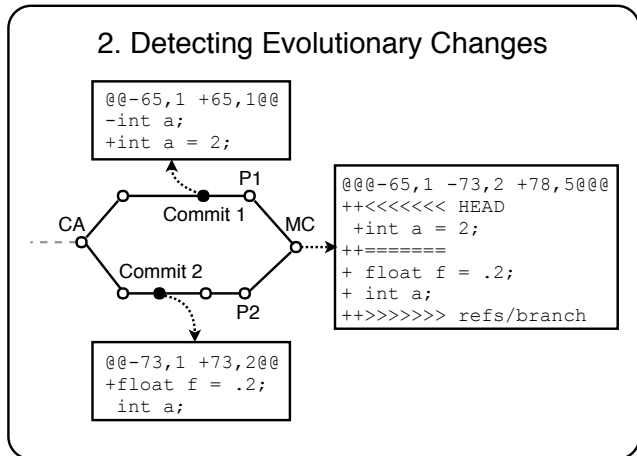 2. Detecting Evolutionary Changes
@@-65,1 +65,1@@
-int a;
+int a = 2;
P1
Commit 1
CA
MC
Commit 2
P2
@@@-65,1 -73,2 +78,5@@@
++<<<<<<< HEAD
 +int a = 2;
++=======
+ float f = .2;
+ int a;
++>>>>>>> refs/branch
@@-73,1 +73,2@@
+float f = .2;
 int a;